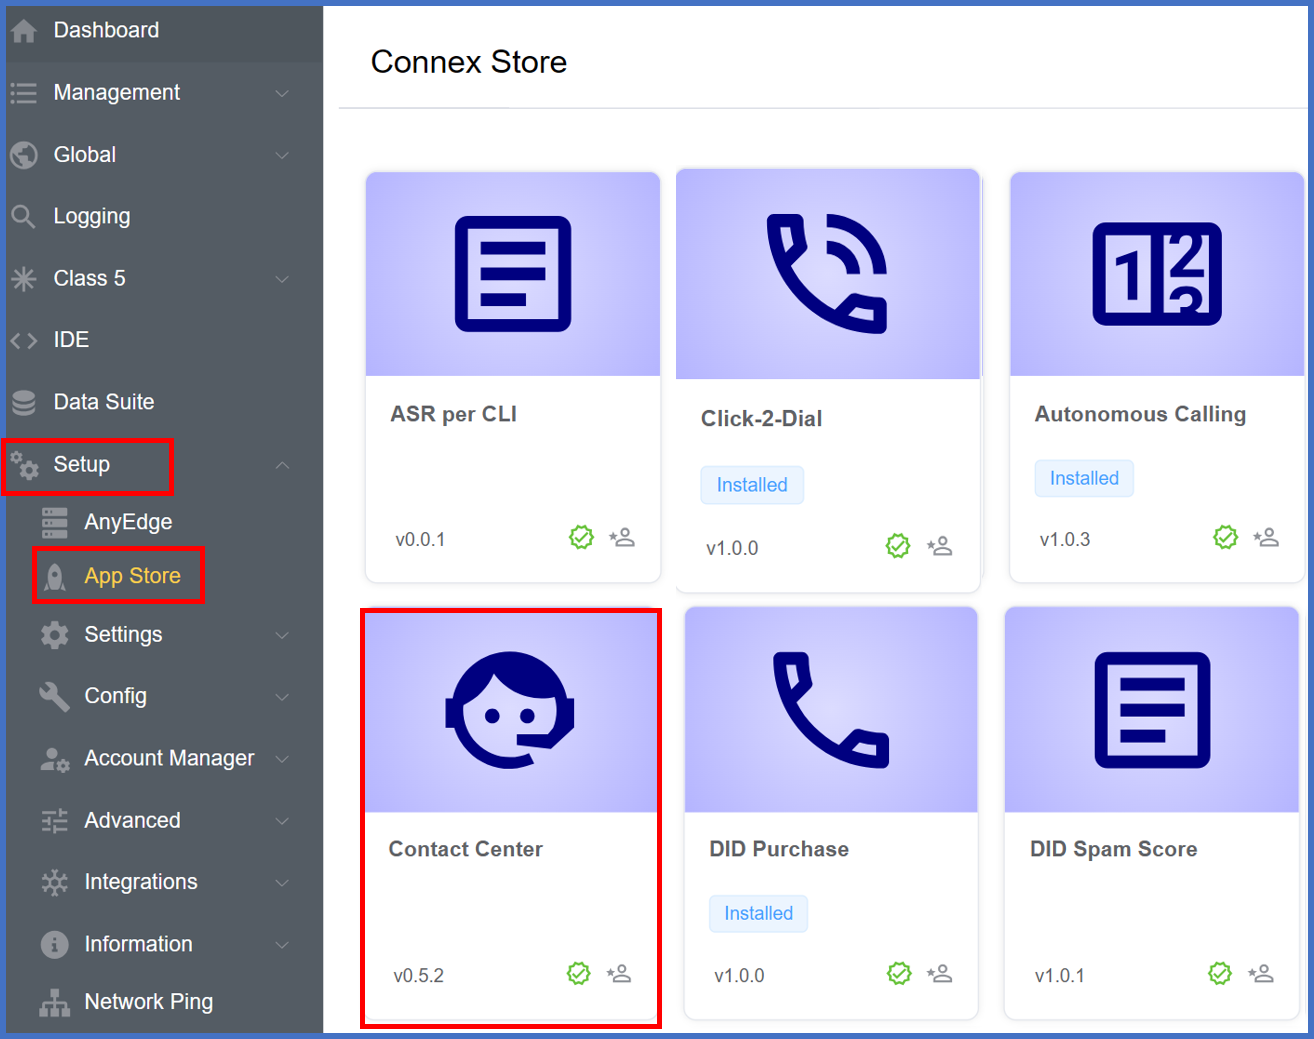 Dashboard
Management
Global
Logging
Class 5
IDE
Data Suite
Setup
AnyEdge
App Store
Settings
Config
Account Manager
Advanced
Integrations
Information
Network Ping
Connex Store
ASR per CLI
v0.0.1
Click-2-Dial
Installed
v1.0.0
1 2 3
Autonomous Calling
Installed
v1.0.3
Contact Center
v0.5.2
DID Purchase
Installed
v1.0.0
DID Spam Score
v1.0.1